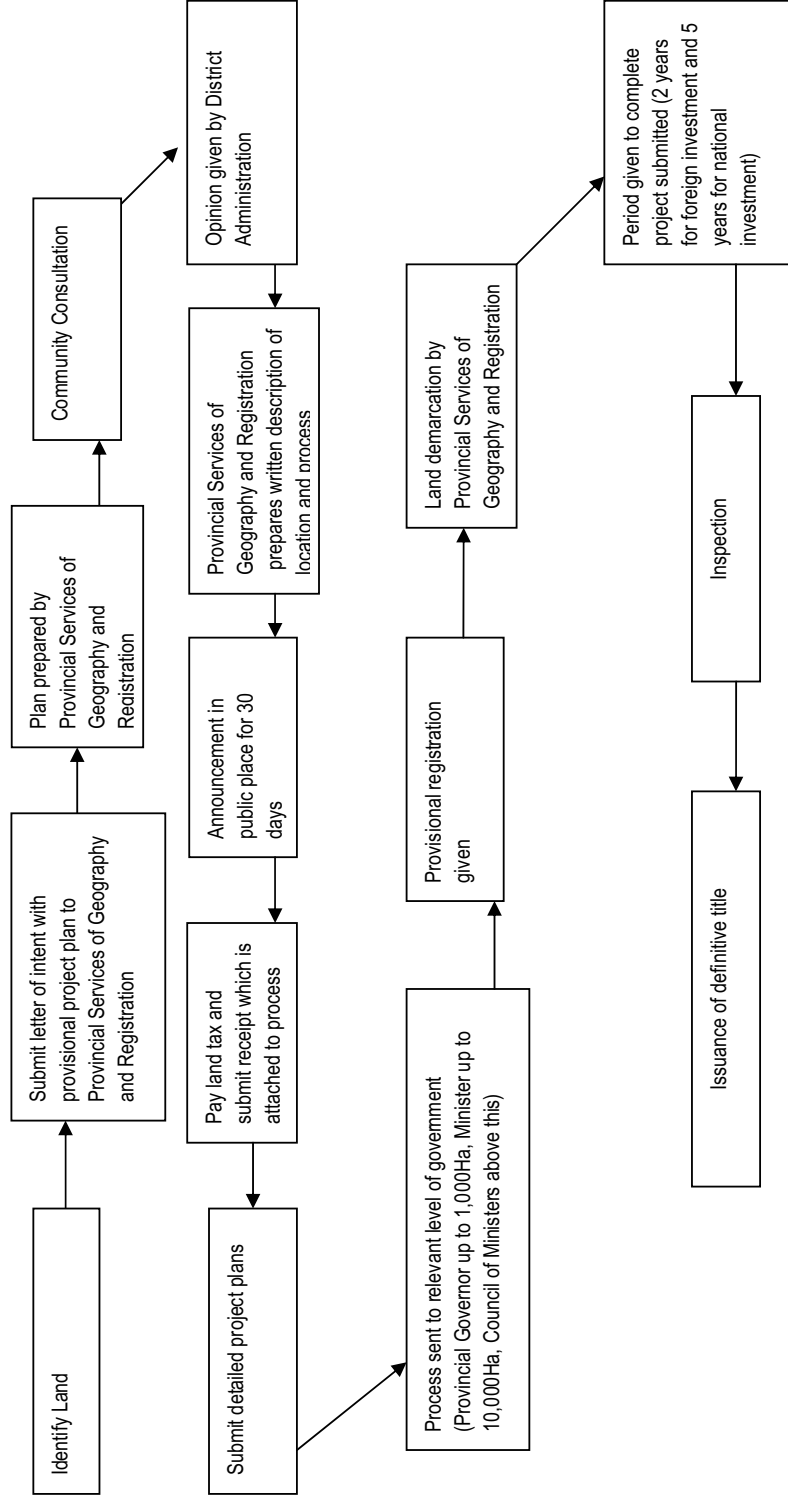 Identify Land
Submit letter of intent with
provisional project plan to
Provincial Services of Geography
and Registration
Plan prepared by
Provincial Services of
Geography and
Registration
Community Consultation
Opinion given by District
Administration
Provincial Services of
Geography and Registration
prepares written description of
location and process
Announcement in
public place for 30
days
Pay land tax and
submit receipt which is
attached to process
Submit detailed project plans
Process sent to relevant level of government
(Provincial Governor up to 1,000Ha, Minister up to
10,000Ha, Council of Ministers above this)
Provisional registration
given
Land demarcation by
Provincial Services of
Geography and Registration
Period given to complete
project submitted (2 years
for foreign investment and 5
years for national
investment)
Inspection
Issuance of definitive title